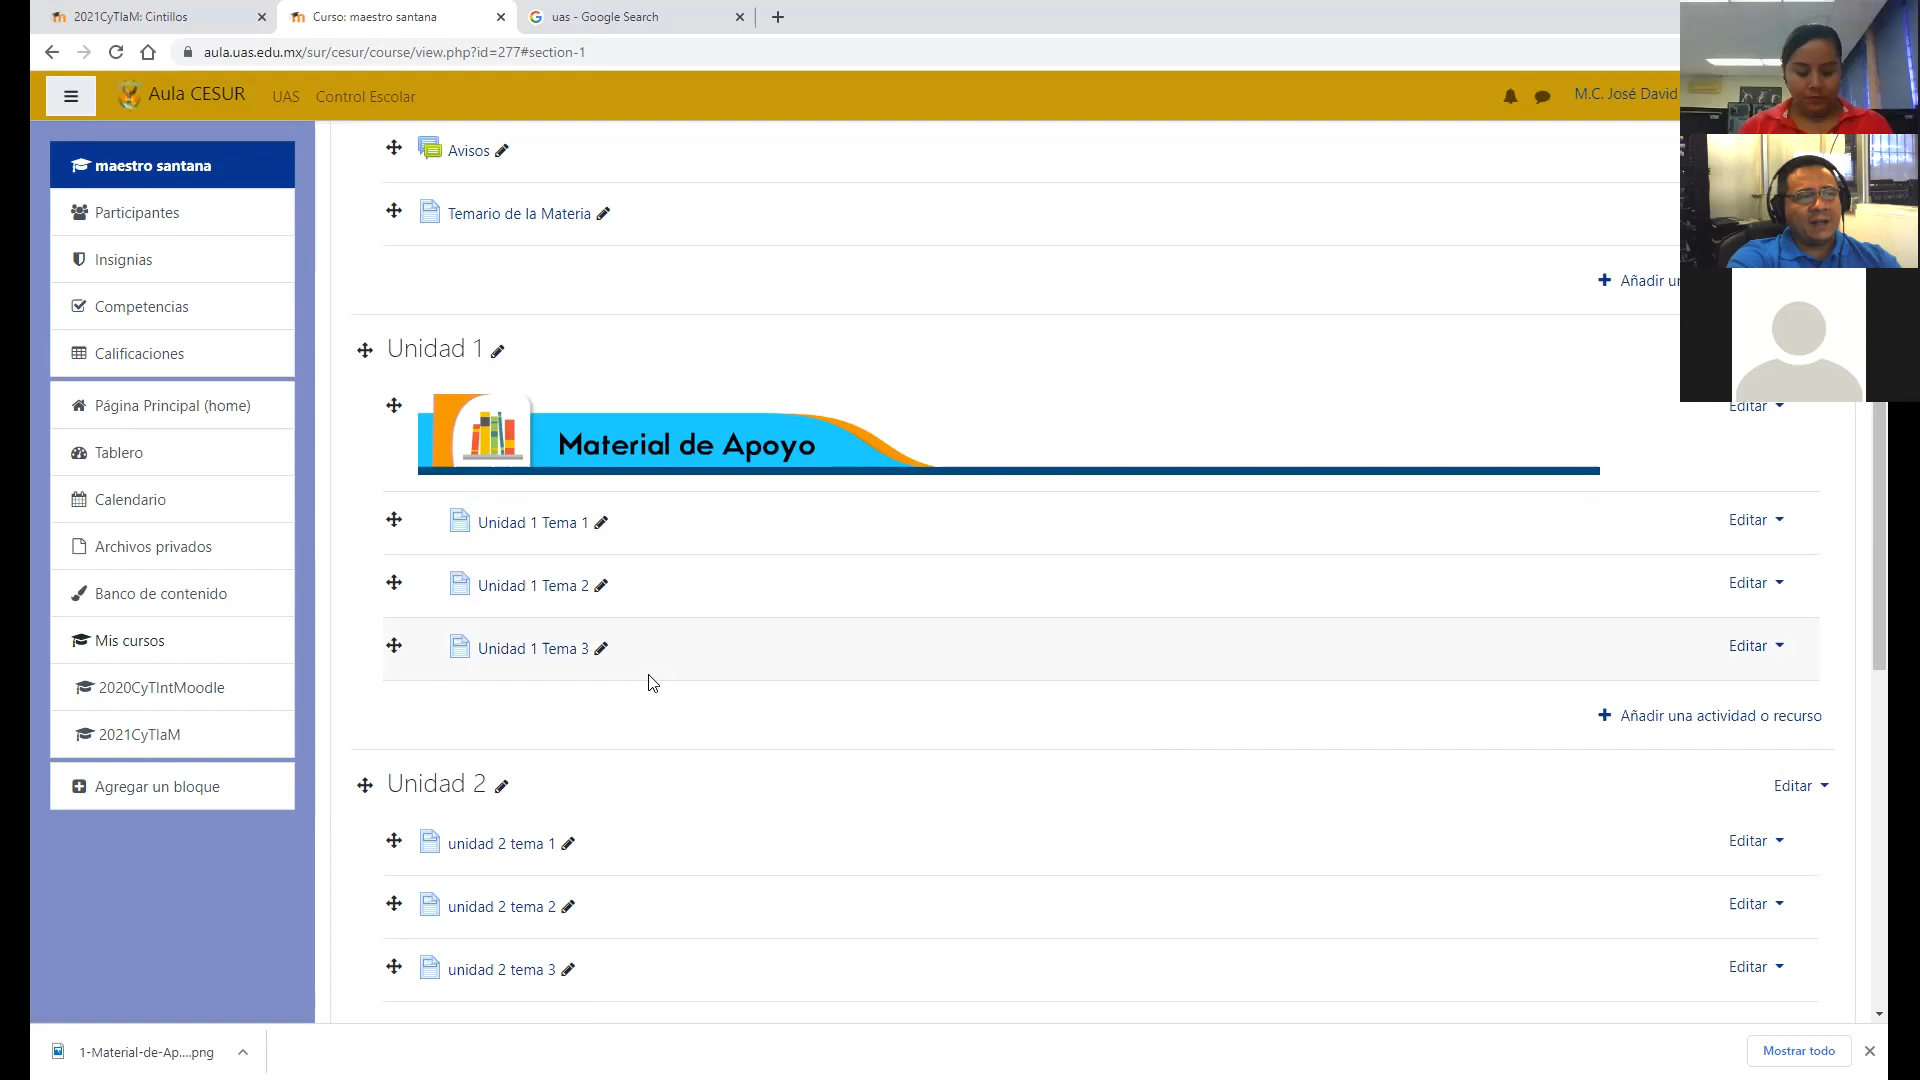 2021CyTIaM: Cintillos
Curso: maestro santana
uas - Google Search
aula.uas.edu.mx/sur/cesur/course/view.php?id=277#section-1
Aula CESUR
UAS
Control Escolar
M.C. José David
maestro santana
Participantes
Insignias
Competencias
Calificaciones
Página Principal (home)
Tablero
Calendario
Archivos privados
Banco de contenido
Mis cursos
2020CyTIntMoodle
2021CyTIaM
Agregar un bloque
Avisos
Temario de la Materia
Añadir un
Unidad 1
Editar
Material de Apoyo
Unidad 1 Tema 1
Editar
Unidad 1 Tema 2
Editar
Unidad 1 Tema 3
Editar
Añadir una actividad o recurso
Unidad 2
Editar
unidad 2 tema 1
Editar
unidad 2 tema 2
Editar
unidad 2 tema 3
Editar
1-Material-de-Ap....png
Mostrar todo